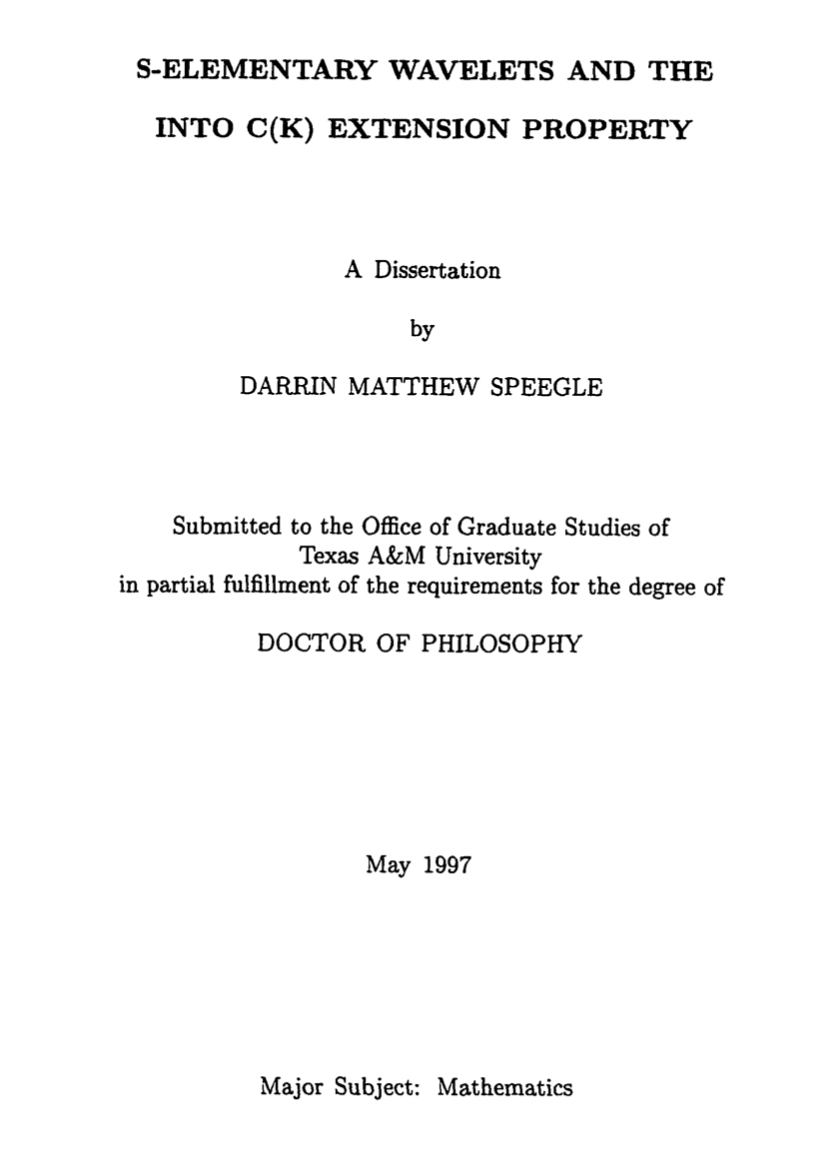 S-ELEMENTARY WAVELETS AND THE
INTO C(K) EXTENSION PROPERTY
A Dissertation
by
DARRIN MATTHEW SPEEGLE
Submitted to the Office of Graduate Studies of
Texas A&M University
in partial fulfillment of the requirements for the degree of
DOCTOR OF PHILOSOPHY
May 1997
Major Subject: Mathematics